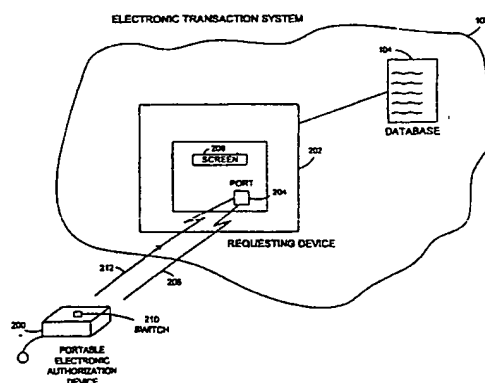 ELECTRONIC TRANSACTION SYSTEM
104
DATABASE
202
208
SCREEN
PORT
204
REQUESTING DEVICE
212
206
200
210
SWITCH
PORTABLE
ELECTRONIC
AUTHORIZATION
DEVICE